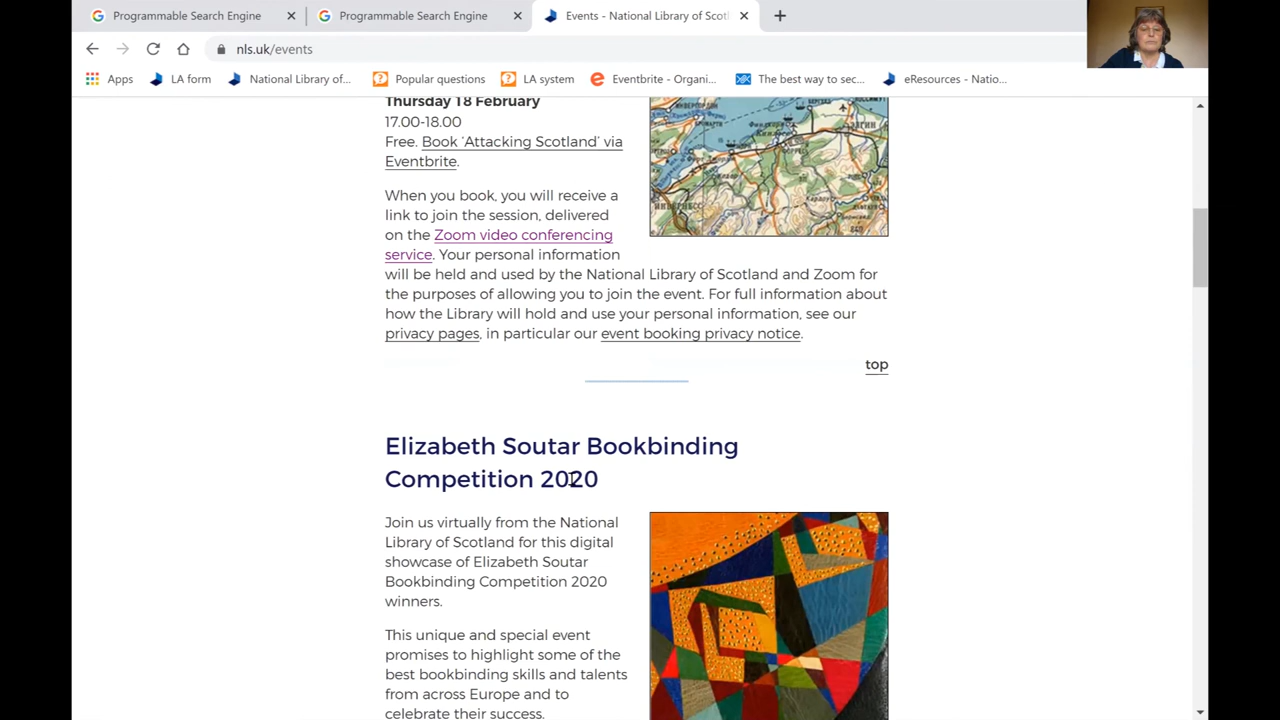 Programmable Search Engine
Programmable Search Engine
Events - National Library of Scotl
nls.uk/events
Apps
LA form
National Library of...
Popular questions
LA system
Eventbrite - Organi...
The best way to sec...
eResources - Natio...
Thursday 18 February
17.00-18.00
Free. Book ‘Attacking Scotland’ via
Eventbrite.
When you book, you will receive a
link to join the session, delivered
on the Zoom video conferencing
service. Your personal information
will be held and used by the National Library of Scotland and Zoom for
the purposes of allowing you to join the event. For full information about
how the Library will hold and use your personal information, see our
privacy pages, in particular our event booking privacy notice.
top
Elizabeth Soutar Bookbinding
Competition 2020
Join us virtually from the National
Library of Scotland for this digital
showcase of Elizabeth Soutar
Bookbinding Competition 2020
winners.
This unique and special event
promises to highlight some of the
best bookbinding skills and talents
from across Europe and to
celebrate their success.